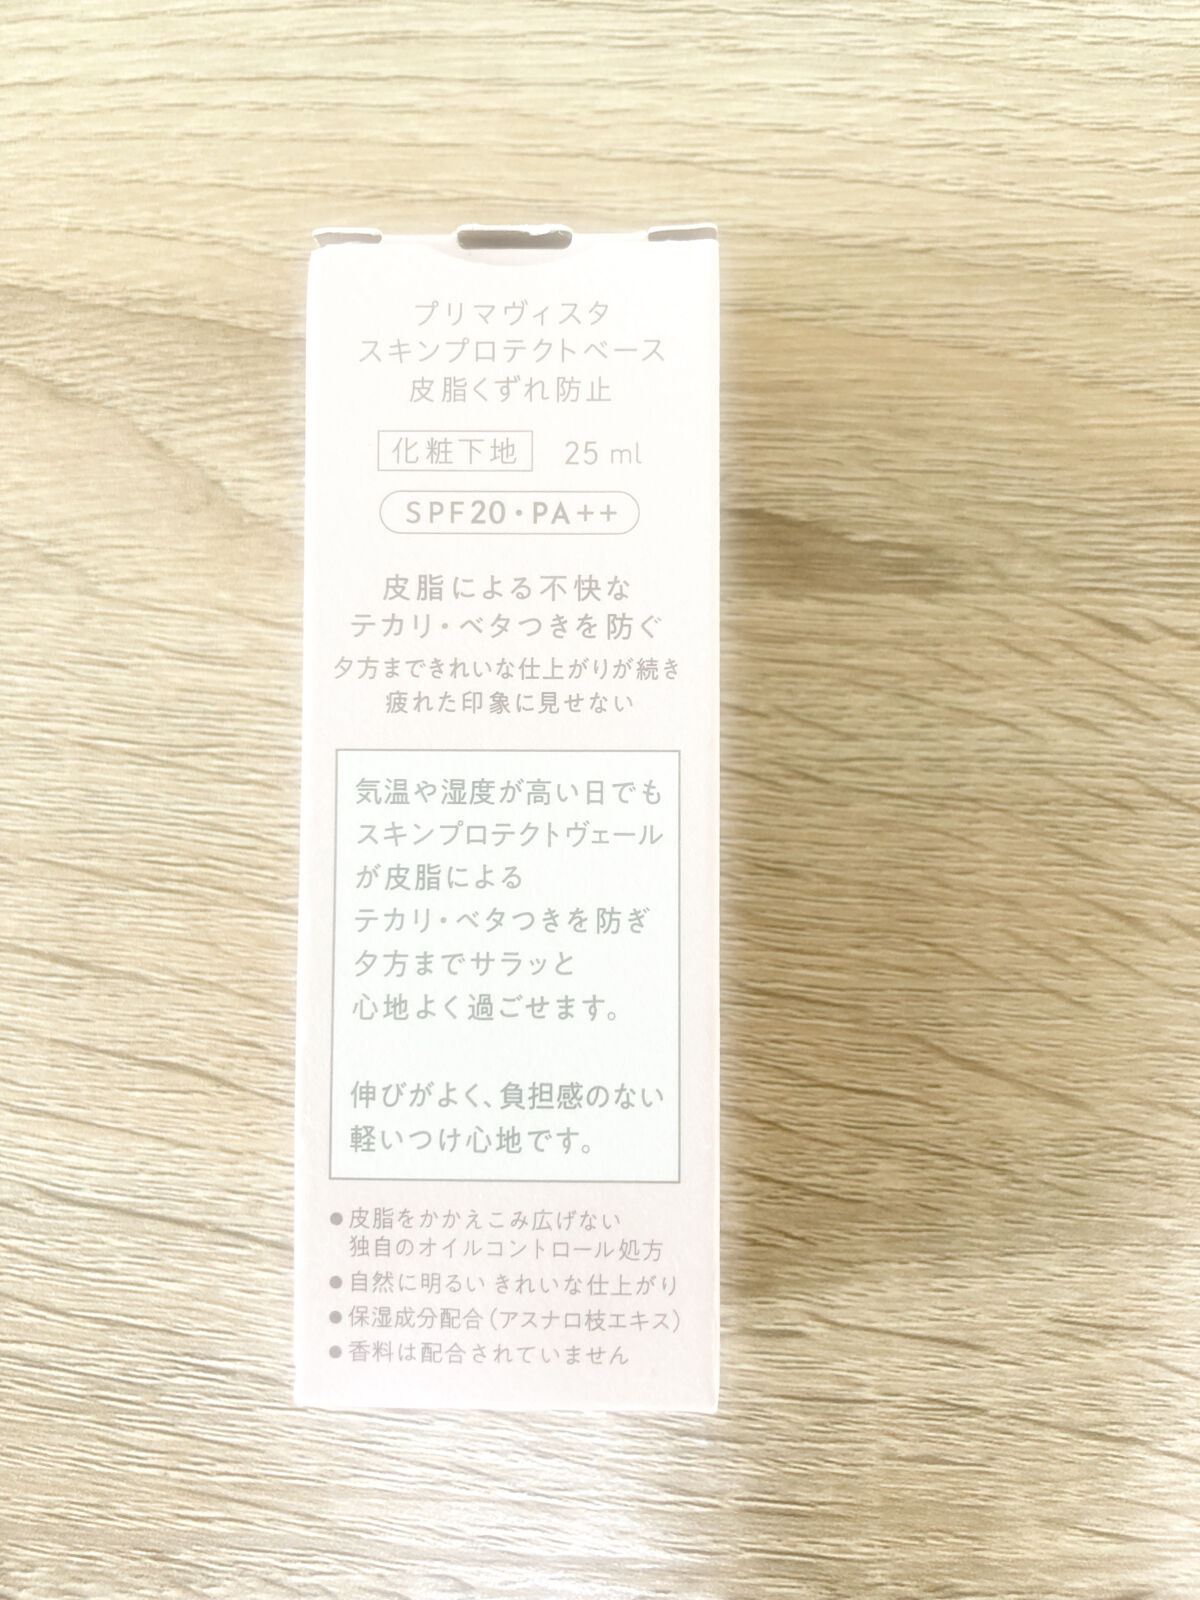 プリマヴィスタ
スキンプロテクトベース
皮脂くずれ防止
化粧下地 25 ml
SPF20・PA++
皮脂による不快な
テカリ・ベタつきを防ぐ
夕方まできれいな仕上がりが続き
疲れた印象に見せない
気温や湿度が高い日でも
スキンプロテクトヴェール
が皮脂による
テカリ・ベタつきを防ぎ
夕方までサラッと
心地よく過ごせます。
伸びがよく、負担感のない
軽いつけ心地です。
●皮脂をかかえこみ広げない
独自のオイルコントロール処方
●自然に明るい きれいな仕上がり
●保湿成分配合(アスナロ枝エキス)
●香料は配合されていません